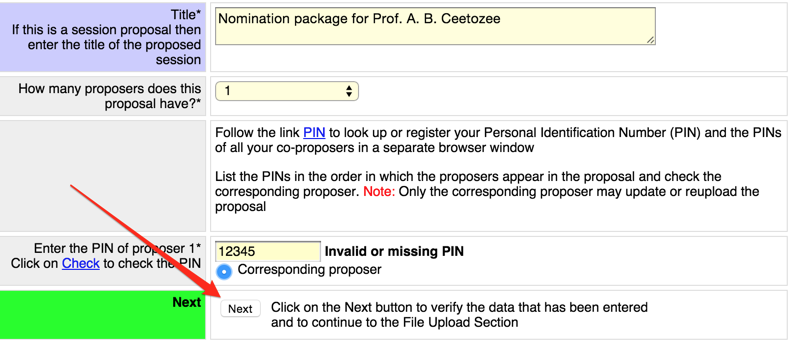 Title*
If this is a session proposal then
enter the title of the proposed
session
Nomination package for Prof. A. B. Ceetozee
How many proposers does this
proposal have?*
1
Follow the link PIN to look up or register your Personal Identification Number (PIN) and the PINs
of all your co-proposers in a separate browser window
List the PINs in the order in which the proposers appear in the proposal and check the
corresponding proposer. Note: Only the corresponding proposer may update or reupload the
proposal
Enter the PIN of proposer 1*
Click on Check to check the PIN
12345 Invalid or missing PIN
Corresponding proposer
Next
Next
Click on the Next button to verify the data that has been entered
and to continue to the File Upload Section